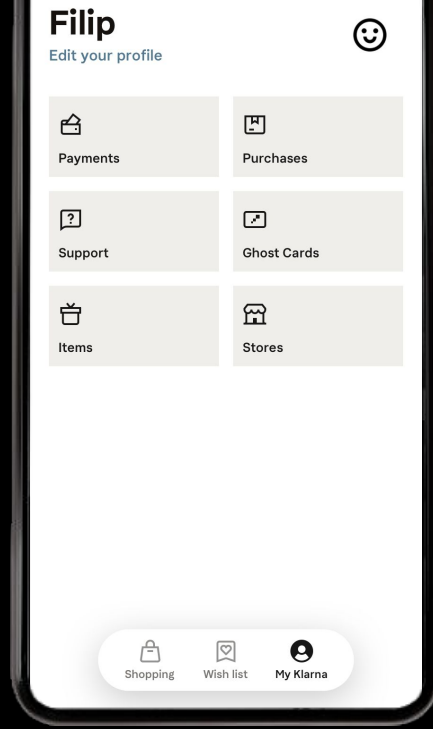 Filip
Edit your profile
Payments
Purchases
Support
Ghost Cards
Items
Stores
Shopping
Wish list
My Klarna